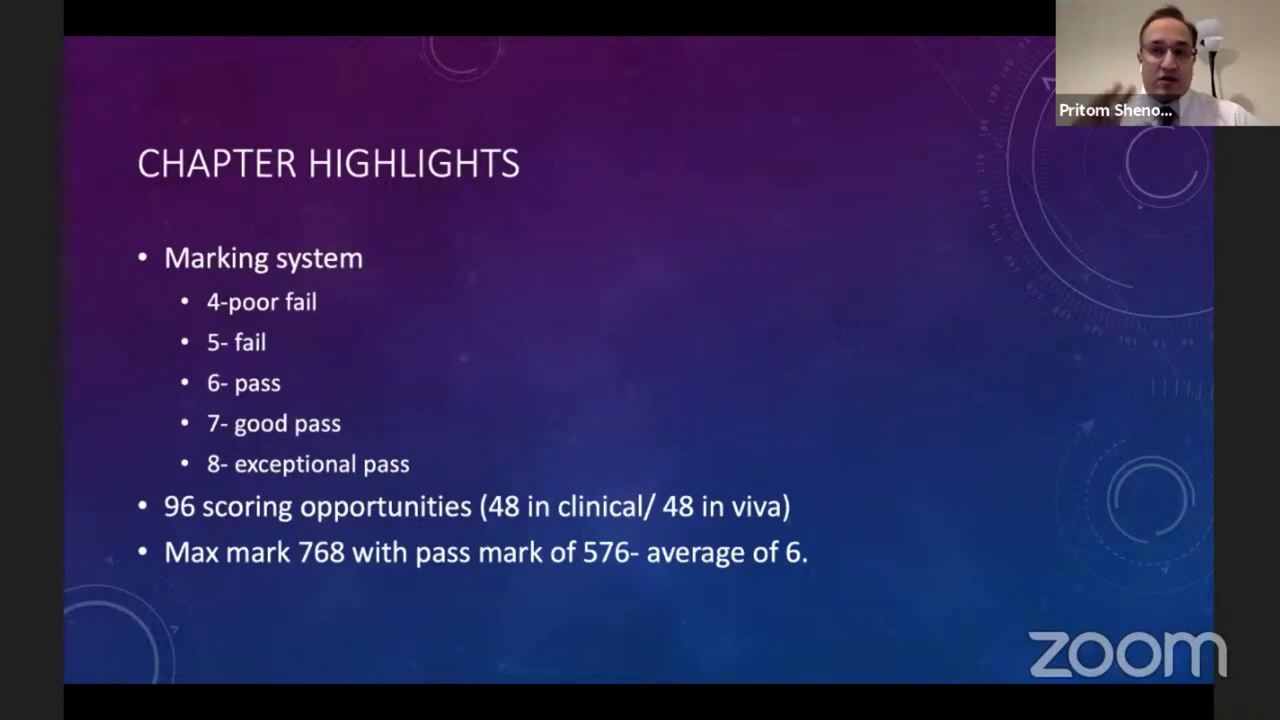 Pritom Sheno...
CHAPTER HIGHLIGHTS
• Marking system
• 4-poor fail
• 5- fail
• 6- pass
• 7- good pass
• 8- exceptional pass
• 96 scoring opportunities (48 in clinical/ 48 in viva)
• Max mark 768 with pass mark of 576- average of 6.
zoom